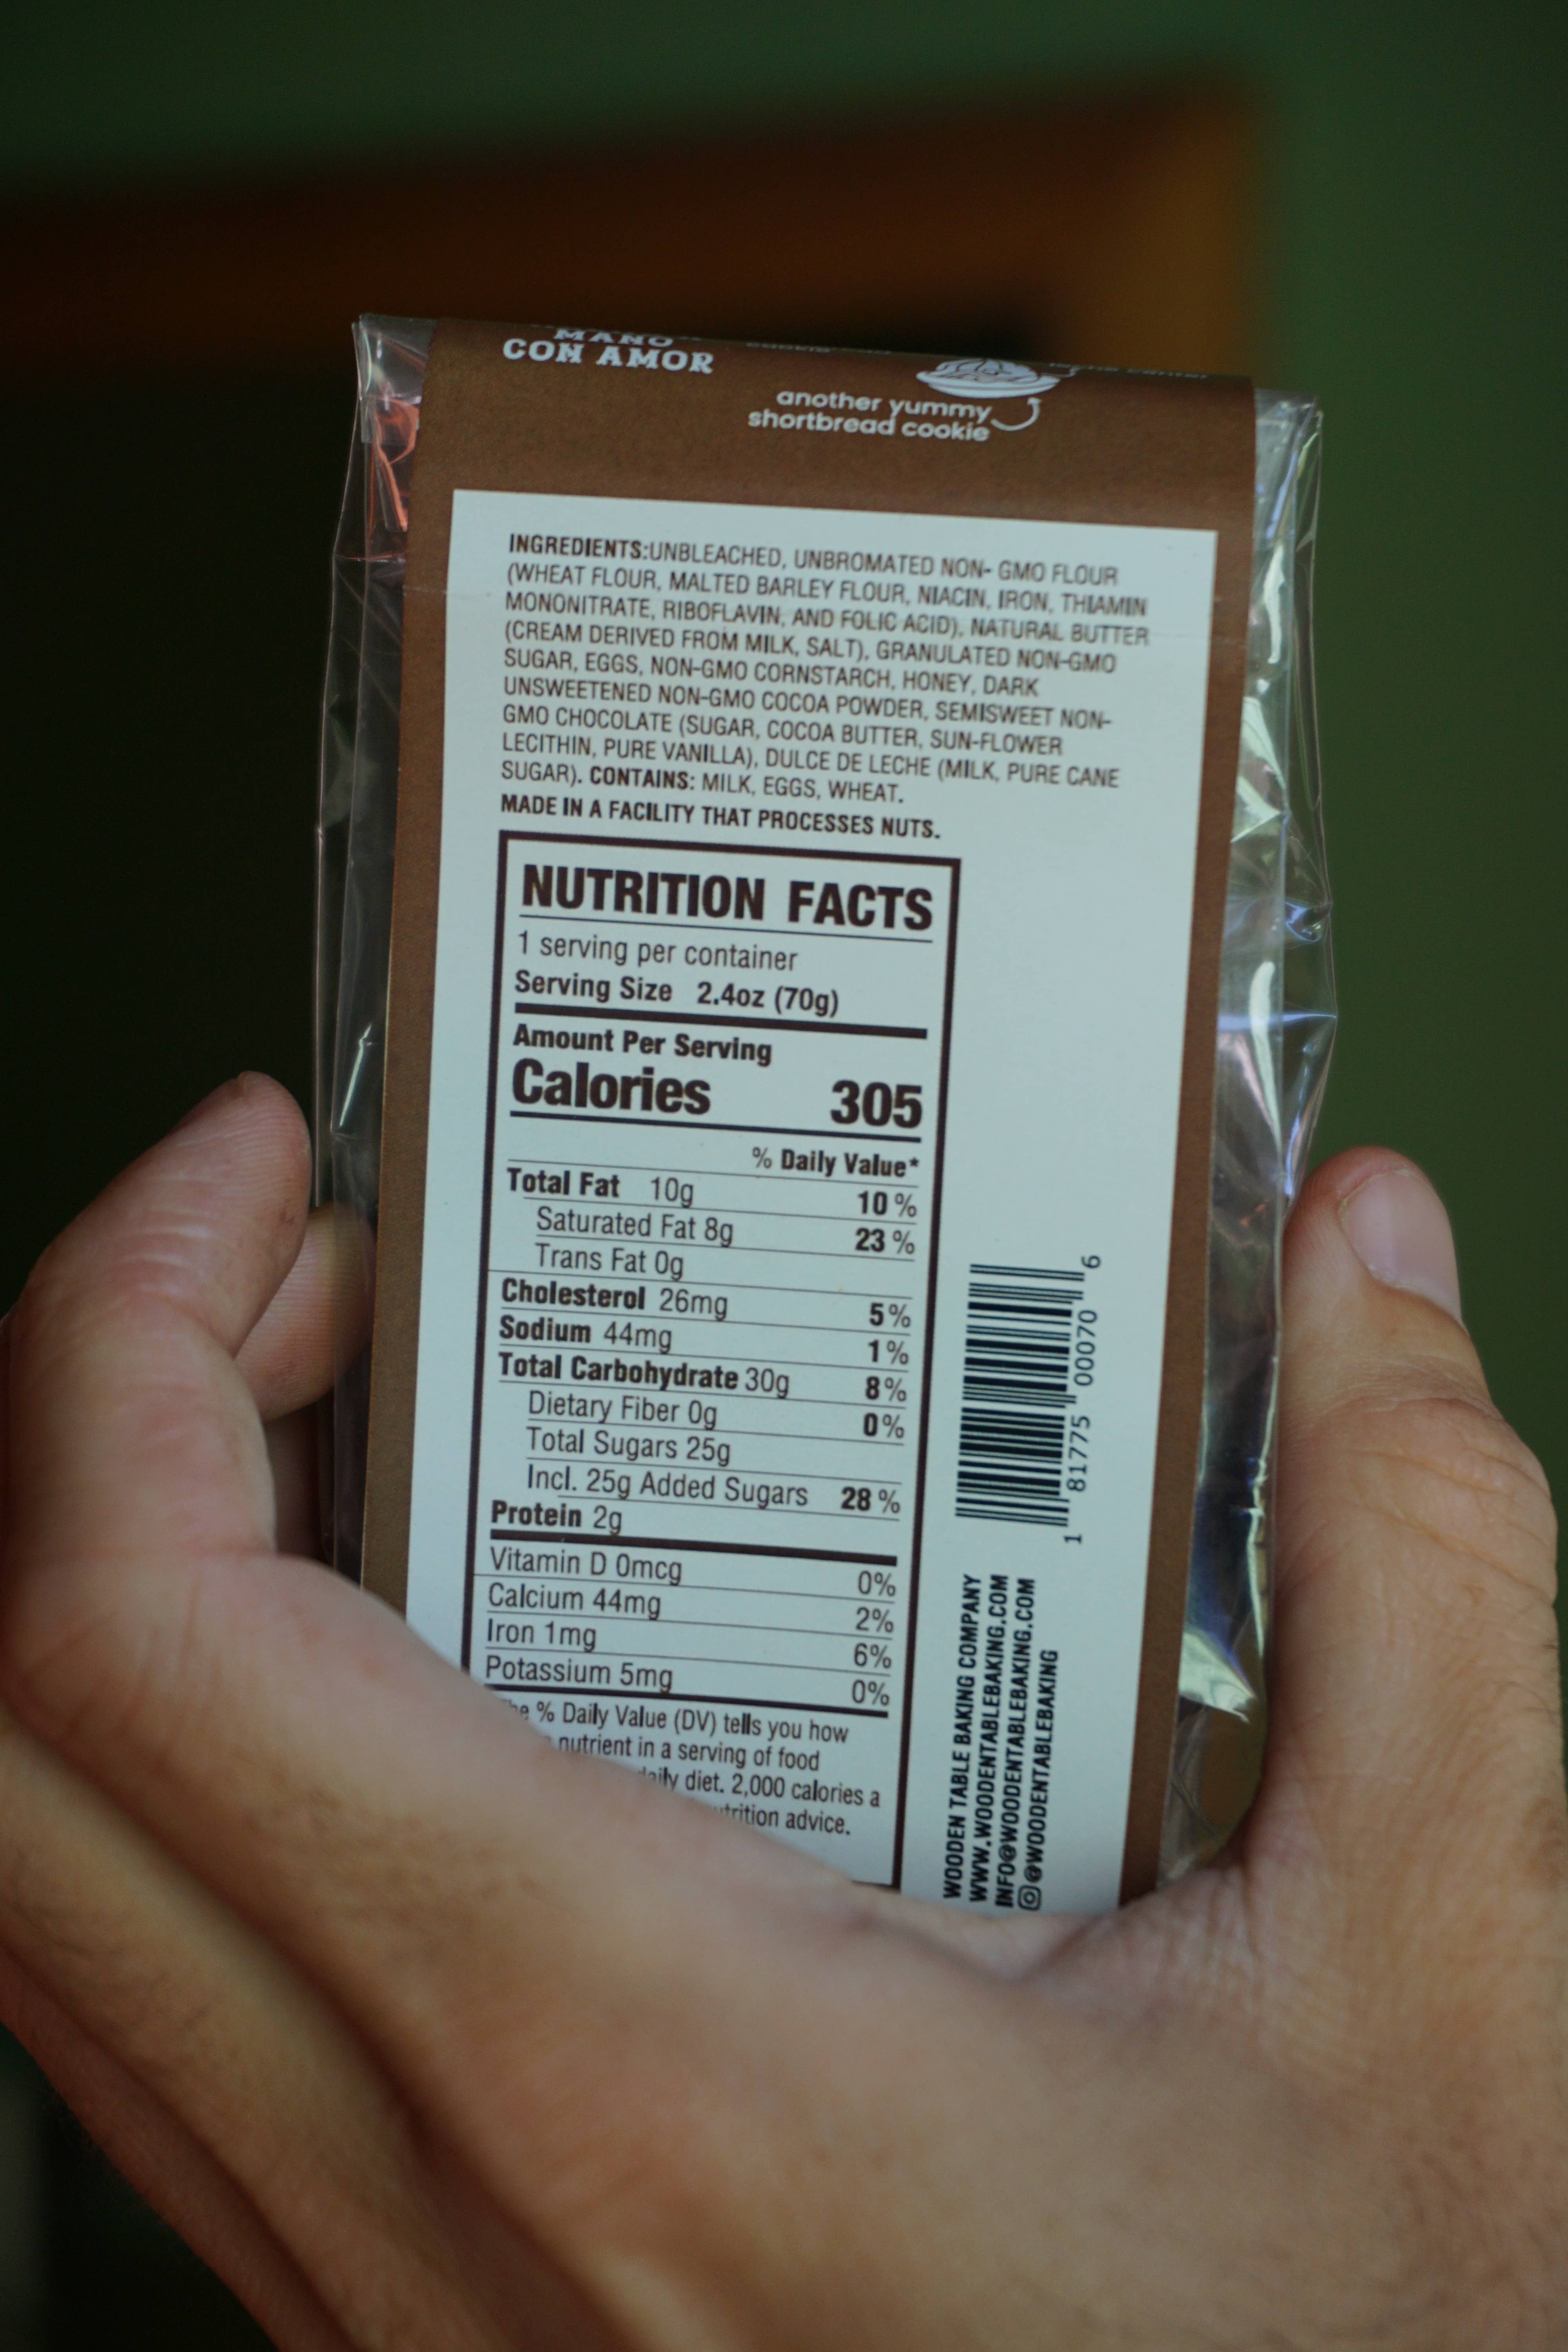 MANO
CON AMOR
another yummy
shortbread cookie
INGREDIENTS:UNBLEACHED, UNBROMATED NON- GMO FLOUR
(WHEAT FLOUR, MALTED BARLEY FLOUR, NIACIN, IRON, THIAMIN
MONONITRATE, RIBOFLAVIN, AND FOLIC ACID), NATURAL BUTTER
(CREAM DERIVED FROM MILK, SALT), GRANULATED NON-GMO
SUGAR, EGGS, NON-GMO CORNSTARCH, HONEY, DARK
UNSWEETENED NON-GMO COCOA POWDER, SEMISWEET NON-
GMO CHOCOLATE (SUGAR, COCOA BUTTER, SUN-FLOWER
LECITHIN, PURE VANILLA), DULCE DE LECHE (MILK, PURE CANE
SUGAR). CONTAINS: MILK, EGGS, WHEAT.
MADE IN A FACILITY THAT PROCESSES NUTS.
NUTRITION FACTS
1 serving per container
Serving Size 2.4oz (70g)
Amount Per Serving
Calories 305
% Daily Value*
Total Fat 10g 10 %
Saturated Fat 8g 23 %
Trans Fat 0g
Cholesterol 26mg 5%
Sodium 44mg 1%
Total Carbohydrate 30g 8%
Dietary Fiber 0g 0%
Total Sugars 25g
Incl. 25g Added Sugars 28 %
Protein 2g
Vitamin D 0mcg 0%
Calcium 44mg 2%
Iron 1mg 6%
Potassium 5mg 0%
% Daily Value (DV) tells you how
nutrient in a serving of food
diet. 2,000 calories a
advice.
1 81775 00070 6
WOODEN TABLE BAKING COMPANY
WWW.WOODENTABLEBAKING.COM
INFO@WOODENTABLEBAKING.COM
@WOODENTABLEBAKING